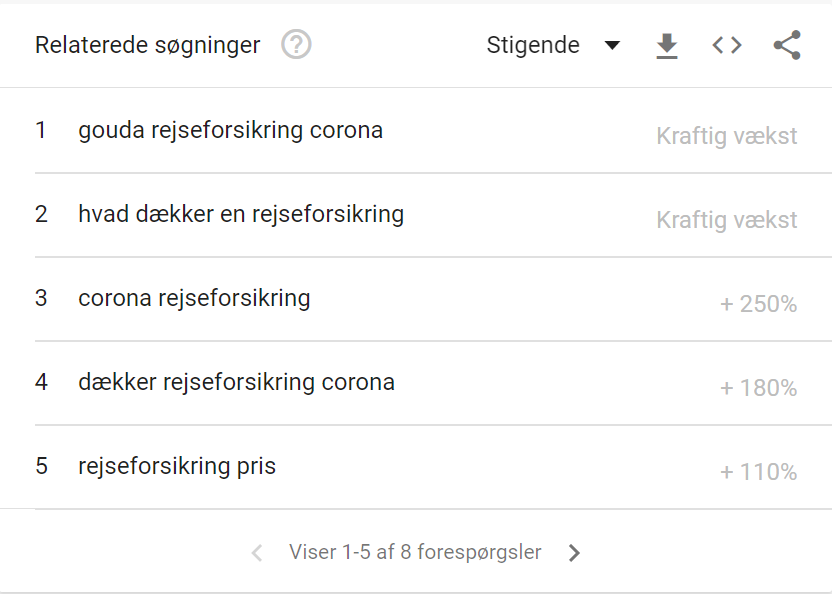 Relaterede søgninger ? Stigende
1 gouda rejseforsikring corona Kraftig vækst
2 hvad dækker en rejseforsikring Kraftig vækst
3 corona rejseforsikring + 250%
4 dækker rejseforsikring corona + 180%
5 rejseforsikring pris + 110%
Viser 1-5 af 8 forespørgsler